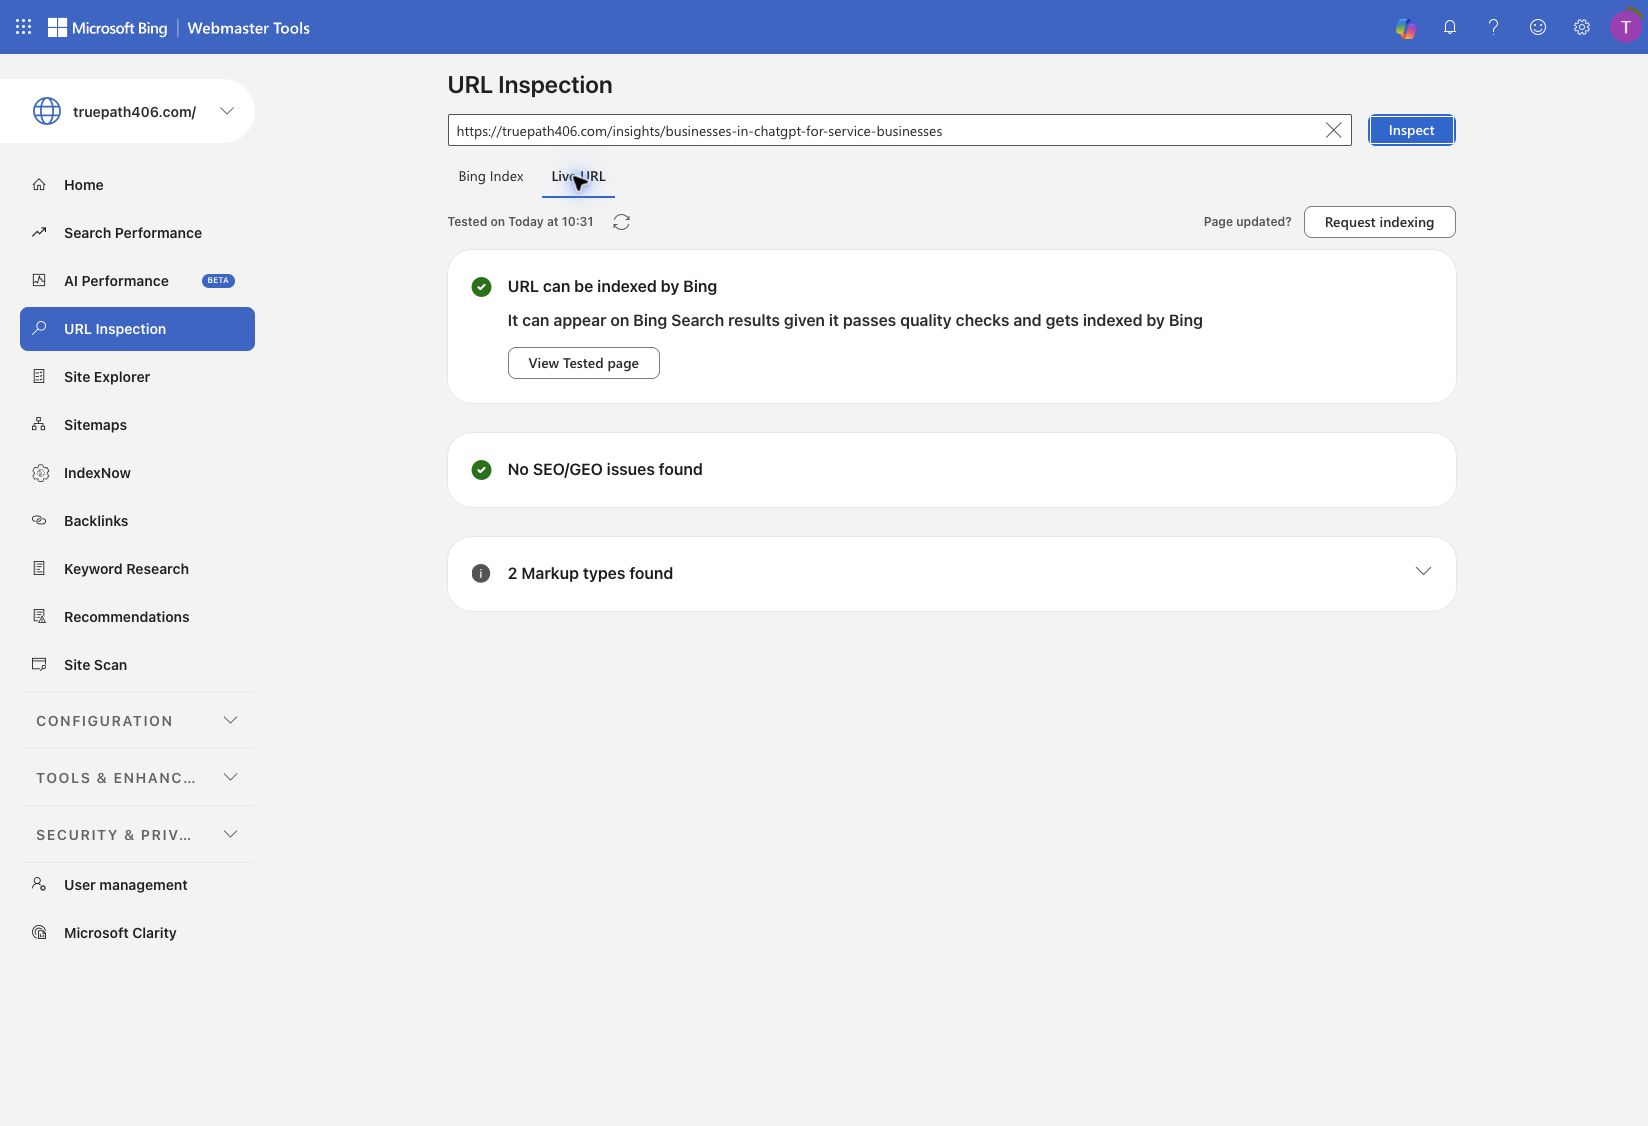 Microsoft Bing | Webmaster Tools
T
truepath406.com/
Home
Search Performance
AI Performance BETA
URL Inspection
Site Explorer
Sitemaps
IndexNow
Backlinks
Keyword Research
Recommendations
Site Scan
CONFIGURATION
TOOLS & ENHANC...
SECURITY & PRIV...
User management
Microsoft Clarity
URL Inspection
https://truepath406.com/insights/businesses-in-chatgpt-for-service-businesses
Inspect
Bing Index Live URL
Tested on Today at 10:31
Page updated? Request indexing
URL can be indexed by Bing
It can appear on Bing Search results given it passes quality checks and gets indexed by Bing
View Tested page
No SEO/GEO issues found
2 Markup types found